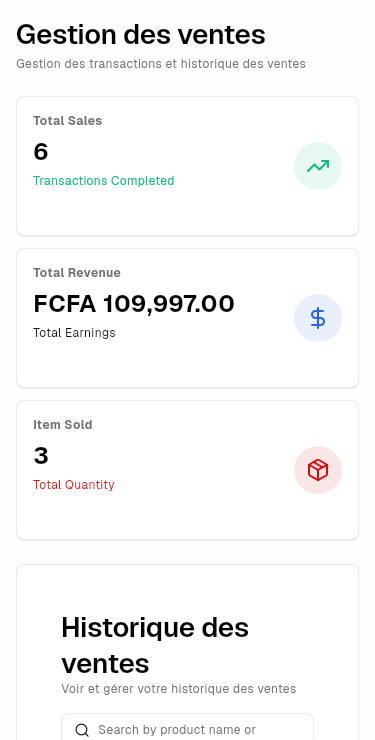 Gestion des ventes
Gestion des transactions et historique des ventes
Total Sales
6
Transactions Completed
Total Revenue
FCFA 109,997.00
Total Earnings
Item Sold
3
Total Quantity
Historique des
ventes
Voir et gérer votre historique des ventes
Search by product name or